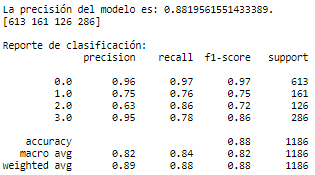 La precisión del modelo es: 0.8819561551433389.
[613 161 126 286]
Reporte de clasificación:
precision recall f1-score support
0.0 0.96 0.97 0.97 613
1.0 0.75 0.76 0.75 161
2.0 0.63 0.86 0.72 126
3.0 0.95 0.78 0.86 286
accuracy 0.88 1186
macro avg 0.82 0.84 0.82 1186
weighted avg 0.89 0.88 0.88 1186